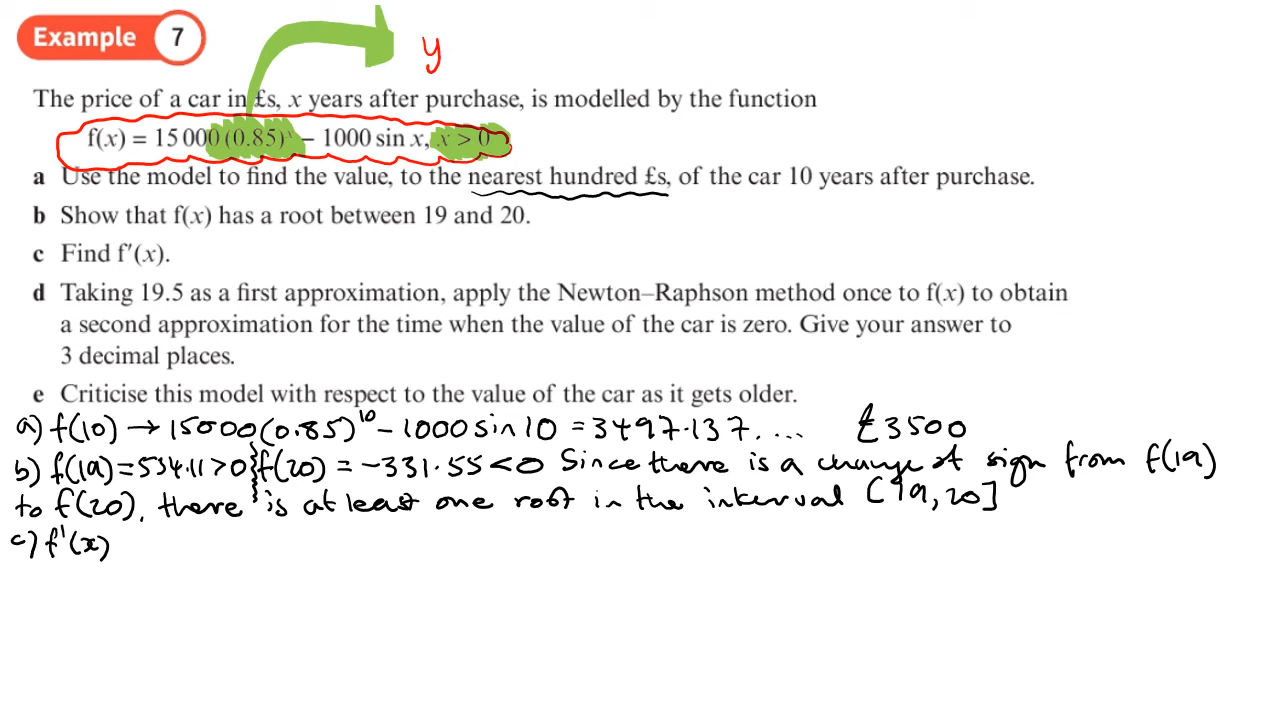 Example 7
y
The price of a car in £s, x years after purchase, is modelled by the function
f(x) = 15 000 (0.85)ˣ − 1000 sin x, x > 0
a Use the model to find the value, to the nearest hundred £s, of the car 10 years after purchase.
b Show that f(x) has a root between 19 and 20.
c Find f′(x).
d Taking 19.5 as a first approximation, apply the Newton–Raphson method once to f(x) to obtain
a second approximation for the time when the value of the car is zero. Give your answer to
3 decimal places.
e Criticise this model with respect to the value of the car as it gets older.
a) f(10) → 15000(0.85)¹⁰ − 1000 sin 10 = 3497.137.... £3500
b) f(19) = 534.11 > 0 f(20) = −331.55 < 0 Since there is a change of sign from f(19)
to f(20), there is at least one root in the interval [19, 20]
c) f'(x)